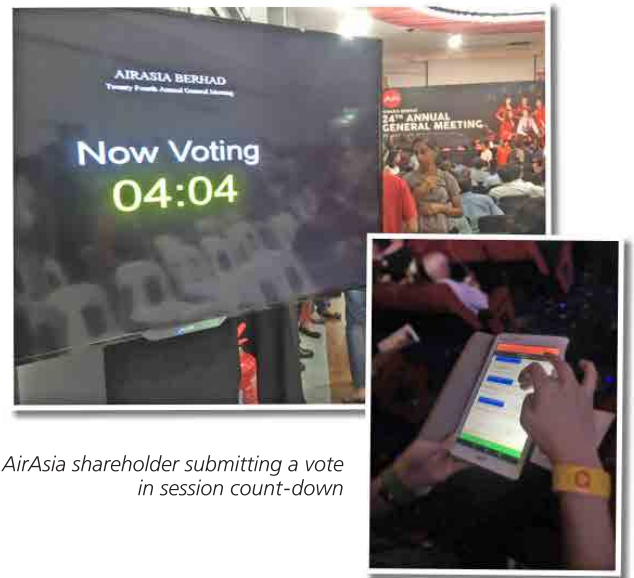 AIRASIA BERHAD
Twenty Fourth Annual General Meeting
Now Voting
04:04
24TH ANNUAL
GENERAL MEETING
Q
AirAsia shareholder submitting a vote
in session count-down